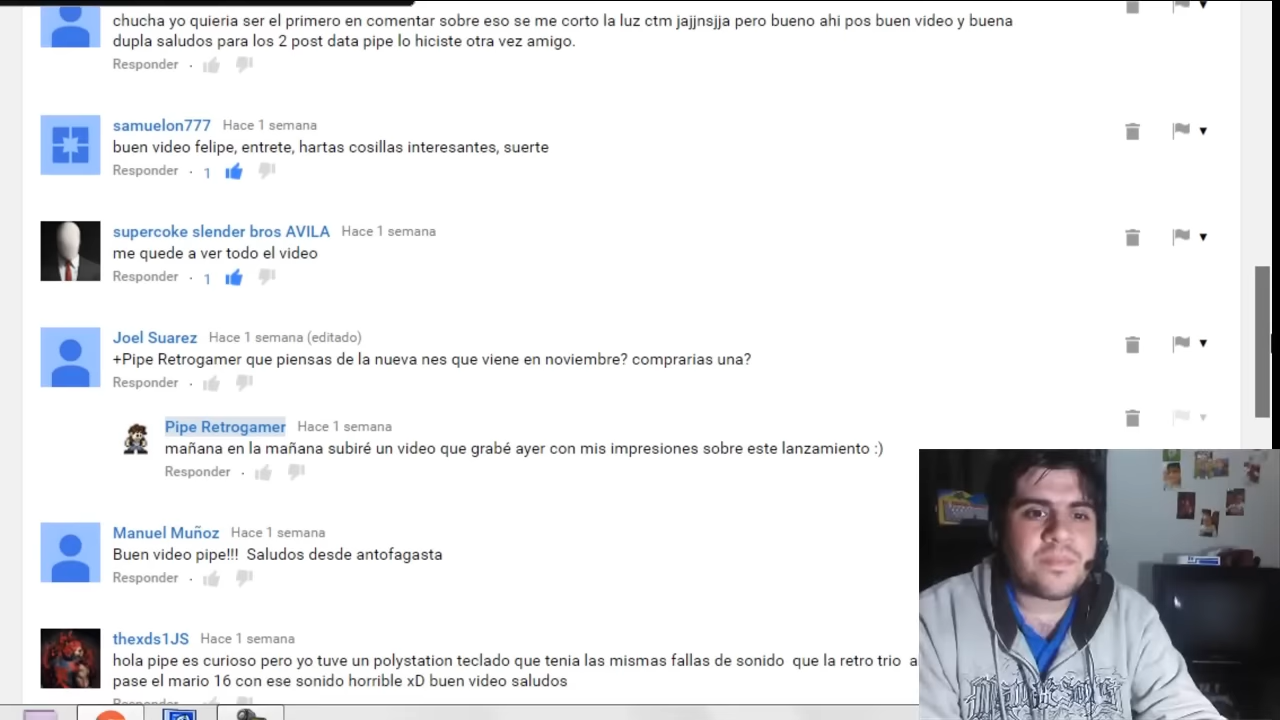 chucha yo quieria ser el primero en comentar sobre eso se me corto la luz ctm jajjnsjja pero bueno ahi pos buen video y buena
dupla saludos para los 2 post data pipe lo hiciste otra vez amigo.
Responder ·
samuelon777 Hace 1 semana
buen video felipe, entrete, hartas cosillas interesantes, suerte
Responder · 1
supercoke slender bros AVILA Hace 1 semana
me quede a ver todo el video
Responder · 1
Joel Suarez Hace 1 semana (editado)
+Pipe Retrogamer que piensas de la nueva nes que viene en noviembre? comprarias una?
Responder ·
Pipe Retrogamer Hace 1 semana
mañana en la mañana subiré un video que grabé ayer con mis impresiones sobre este lanzamiento :)
Responder ·
Manuel Muñoz Hace 1 semana
Buen video pipe!!! Saludos desde antofagasta
Responder ·
thexds1JS Hace 1 semana
hola pipe es curioso pero yo tuve un polystation teclado que tenia las mismas fallas de sonido que la retro trio a
pase el mario 16 con ese sonido horrible xD buen video saludos
Responder